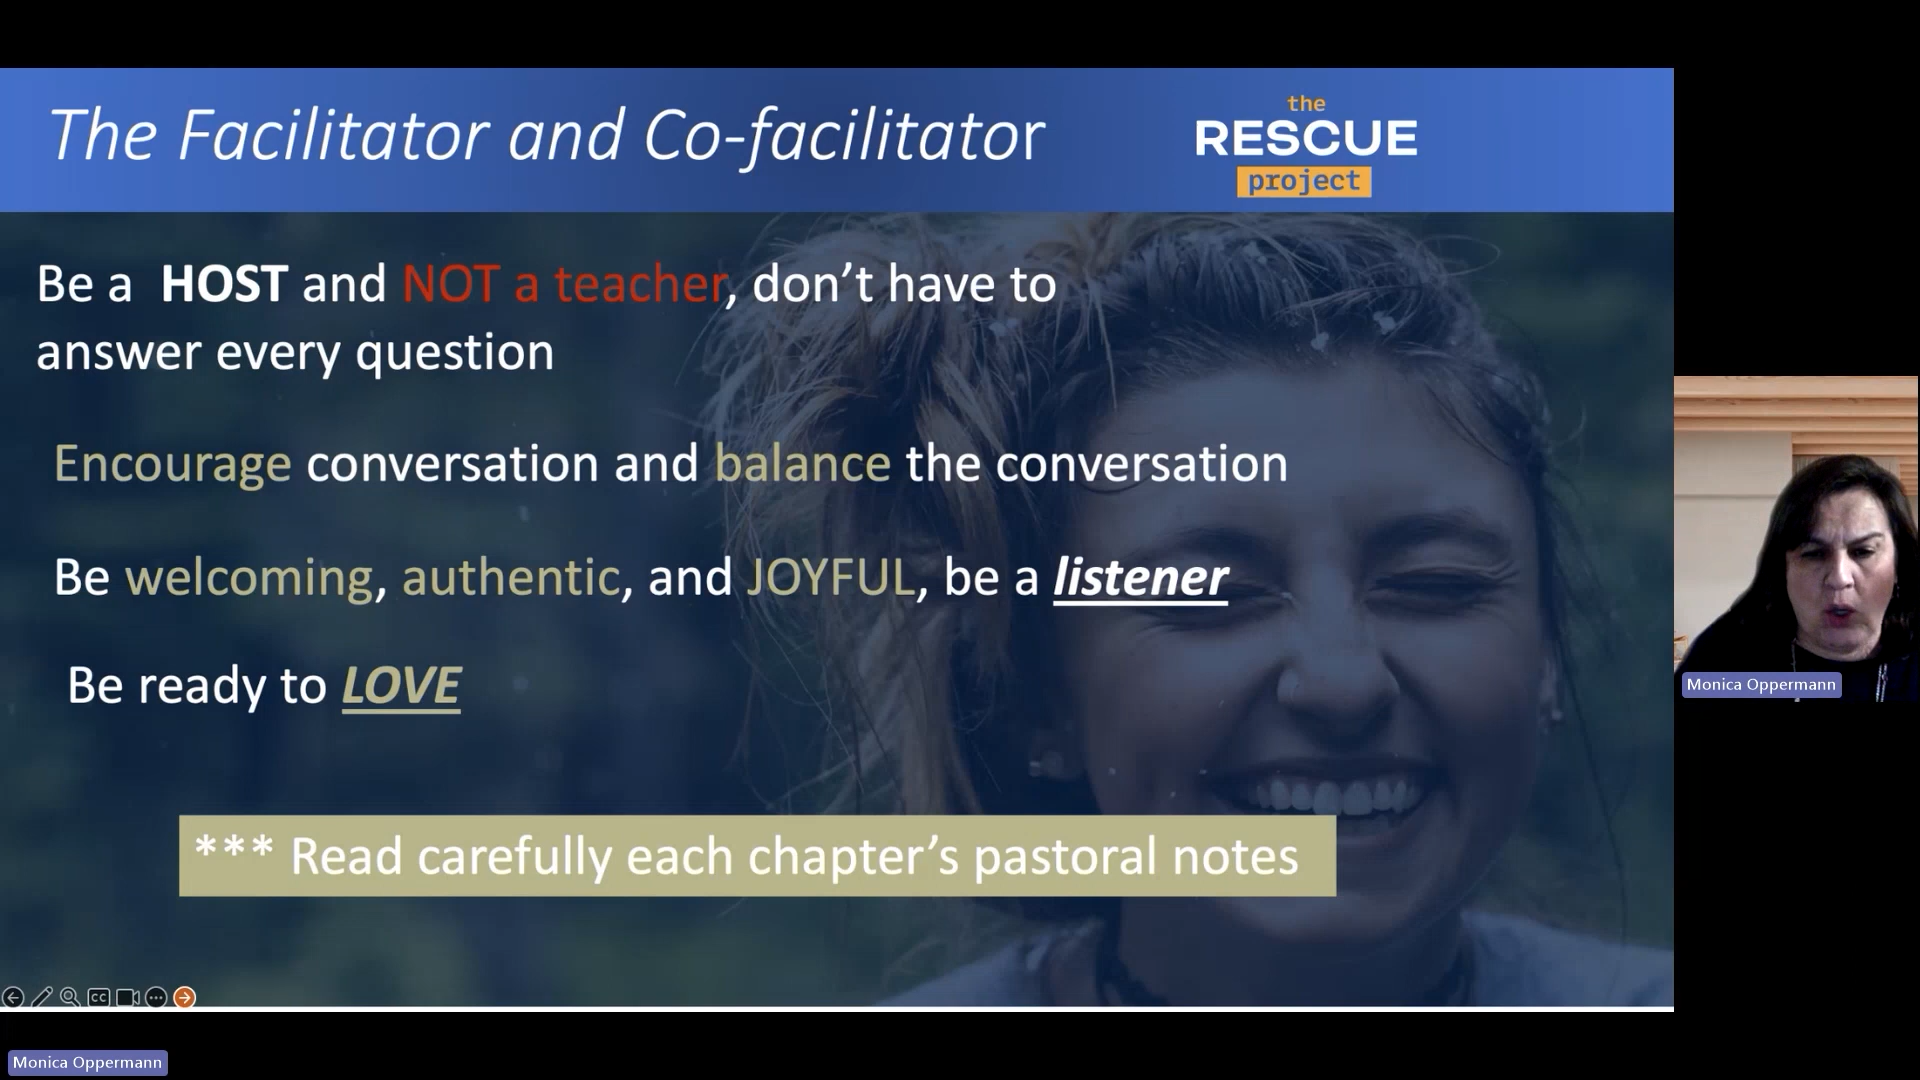 The Facilitator and Co-facilitator
the
RESCUE
project
Be a HOST and NOT a teacher, don’t have to
answer every question
Encourage conversation and balance the conversation
Be welcoming, authentic, and JOYFUL, be a listener
Be ready to LOVE
*** Read carefully each chapter’s pastoral notes
Monica Oppermann
CC
Monica Oppermann